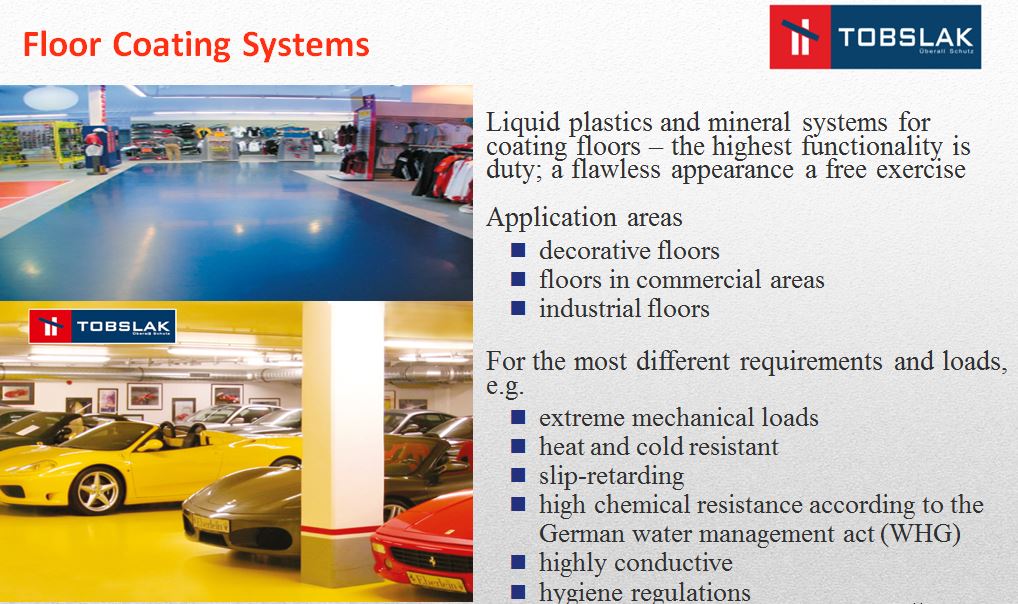 Floor Coating Systems
TOBSLAK
Überall Schutz
Liquid plastics and mineral systems for
coating floors – the highest functionality is
duty; a flawless appearance a free exercise
Application areas
■ decorative floors
■ floors in commercial areas
■ industrial floors
For the most different requirements and loads,
e.g.
■ extreme mechanical loads
■ heat and cold resistant
■ slip-retarding
■ high chemical resistance according to the
German water management act (WHG)
■ highly conductive
■ hygiene regulations
TOBSLAK
Überall Schutz
Eberlein
Eberlein